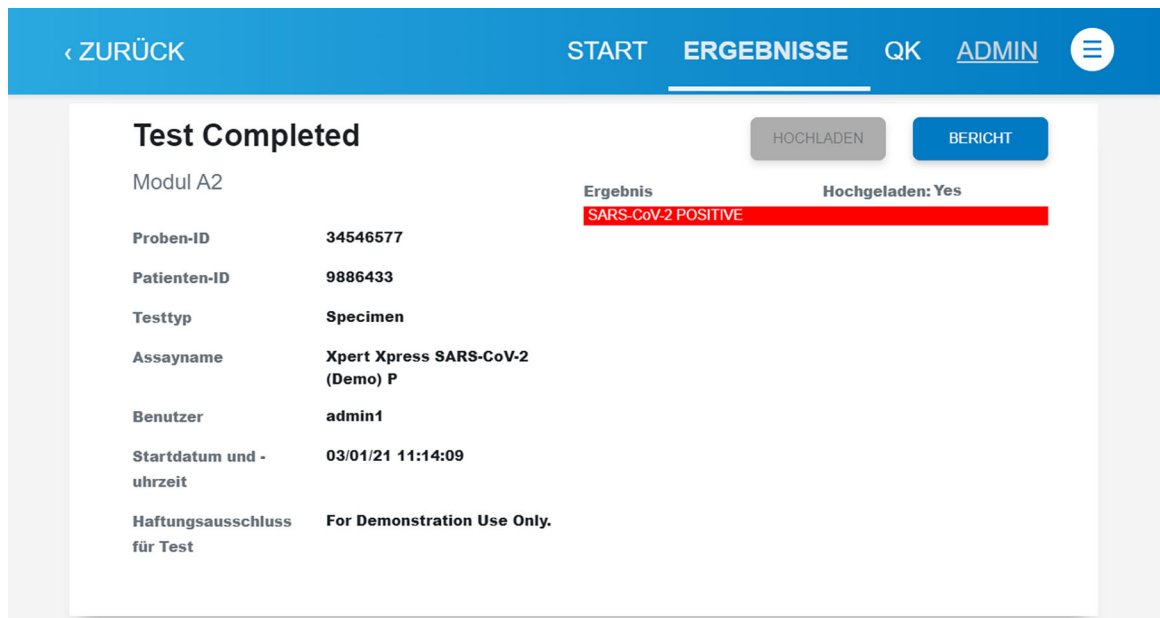 ‹ ZURÜCK START ERGEBNISSE QK ADMIN
Test Completed
HOCHLADEN BERICHT
Modul A2
Ergebnis Hochgeladen: Yes
SARS-CoV-2 POSITIVE
Proben-ID 34546577
Patienten-ID 9886433
Testtyp Specimen
Assayname Xpert Xpress SARS-CoV-2
(Demo) P
Benutzer admin1
Startdatum und - 03/01/21 11:14:09
uhrzeit
Haftungsausschluss For Demonstration Use Only.
für Test